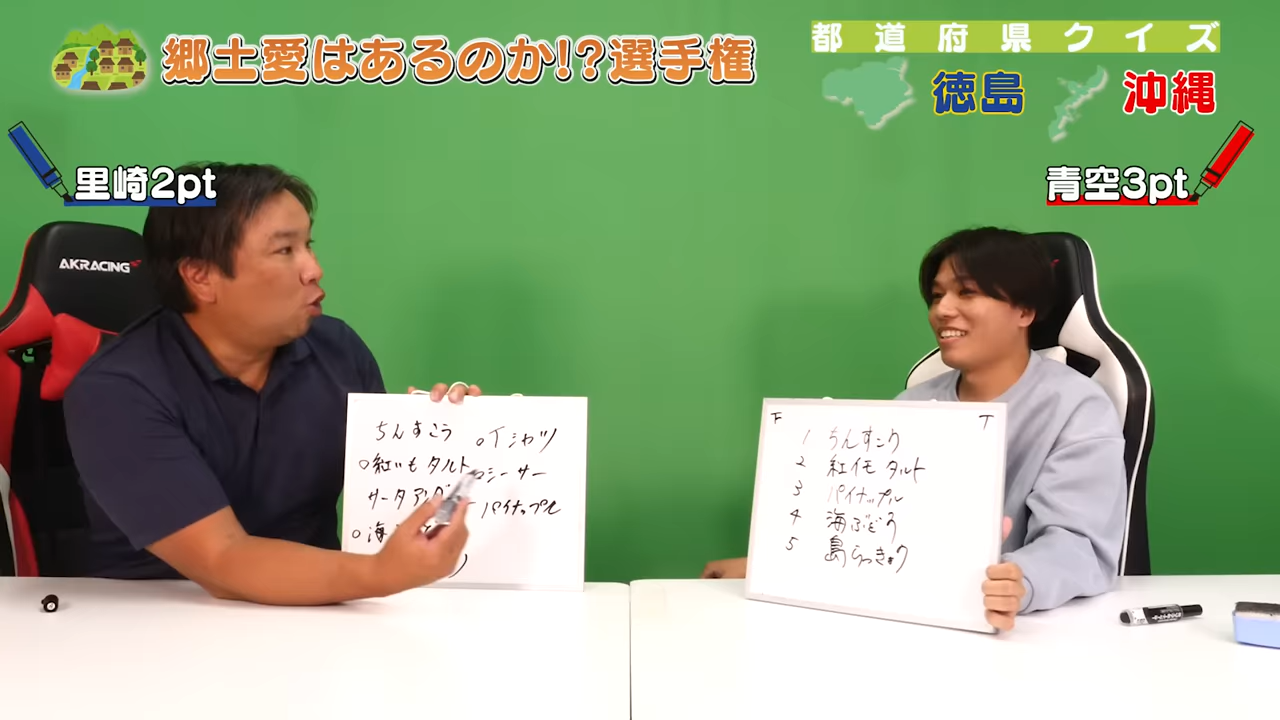 郷土愛はあるのか!?選手権
都道府県クイズ
徳島
沖縄
里崎2pt
青空3pt
AKRACING
ちんすこう
○Tシャツ
○紅いもタルト
○シーサー
サータアンダ
パイナップル
○海
F T
1 ちんすこう
2 紅イモタルト
3 パイナップル
4 海ぶどう
5 島らっきょう